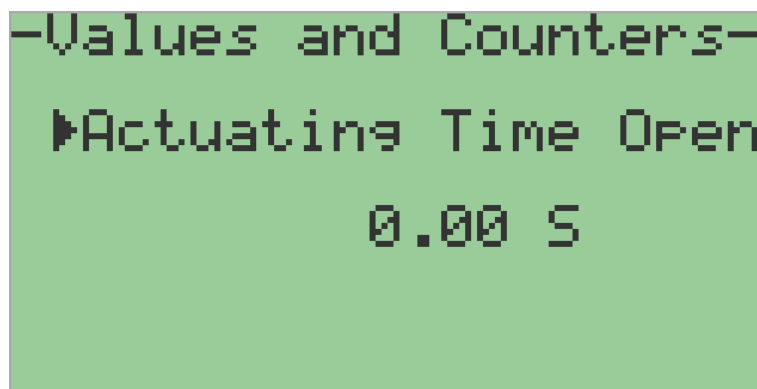 -Values and Counters-
▶Actuating Time Open
0.00 S